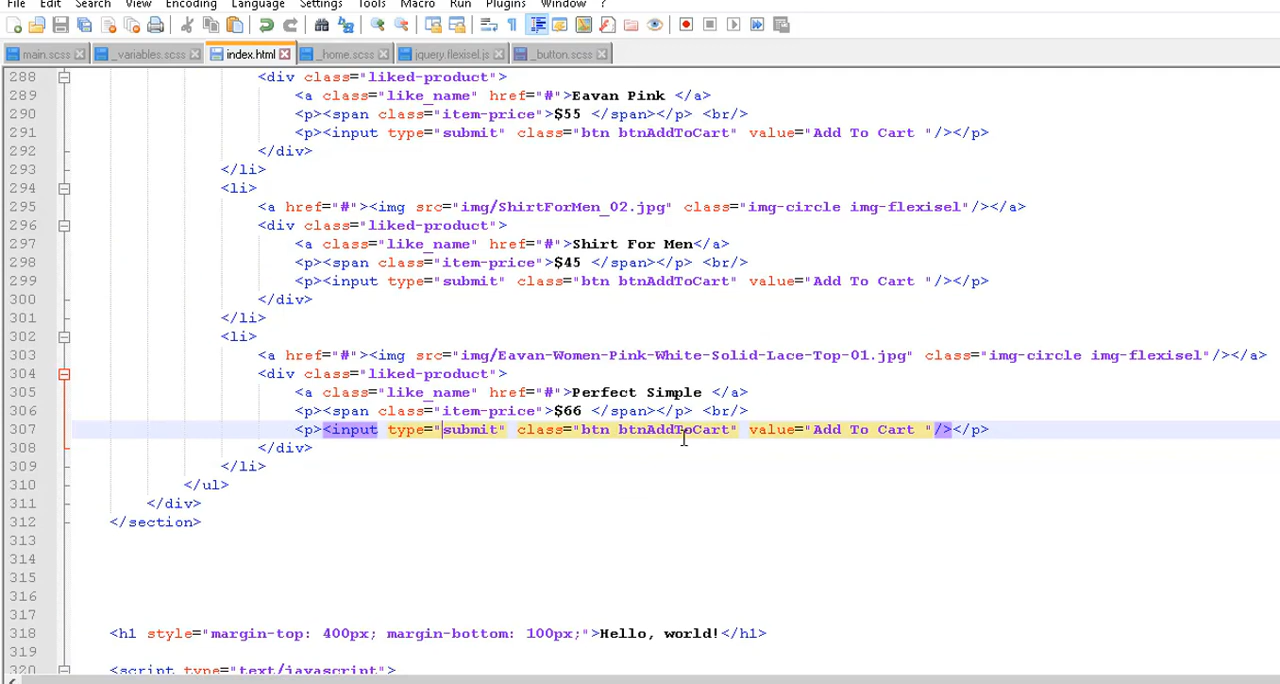 File Edit Search View Encoding Language Settings Tools Macro Run Plugins Window ?
main.scss _variables.scss index.html _home.scss jquery.flexisel.js _button.scss
288 <div class="liked-product">
289 <a class="like_name" href="#">Eavan Pink </a>
290 <p><span class="item-price">$55 </span></p> <br/>
291 <p><input type="submit" class="btn btnAddToCart" value="Add To Cart "/></p>
292 </div>
293 </li>
294 <li>
295 <a href="#"><img src="img/ShirtForMen_02.jpg" class="img-circle img-flexisel"/></a>
296 <div class="liked-product">
297 <a class="like_name" href="#">Shirt For Men</a>
298 <p><span class="item-price">$45 </span></p> <br/>
299 <p><input type="submit" class="btn btnAddToCart" value="Add To Cart "/></p>
300 </div>
301 </li>
302 <li>
303 <a href="#"><img src="img/Eavan-Women-Pink-White-Solid-Lace-Top-01.jpg" class="img-circle img-flexisel"/></a>
304 <div class="liked-product">
305 <a class="like_name" href="#">Perfect Simple </a>
306 <p><span class="item-price">$66 </span></p> <br/>
307 <p><input type="submit" class="btn btnAddToCart" value="Add To Cart "/></p>
308 </div>
309 </li>
310 </ul>
311 </div>
312 </section>
313
314
315
316
317
318 <h1 style="margin-top: 400px; margin-bottom: 100px;">Hello, world!</h1>
319
320 <script type="text/javascript">